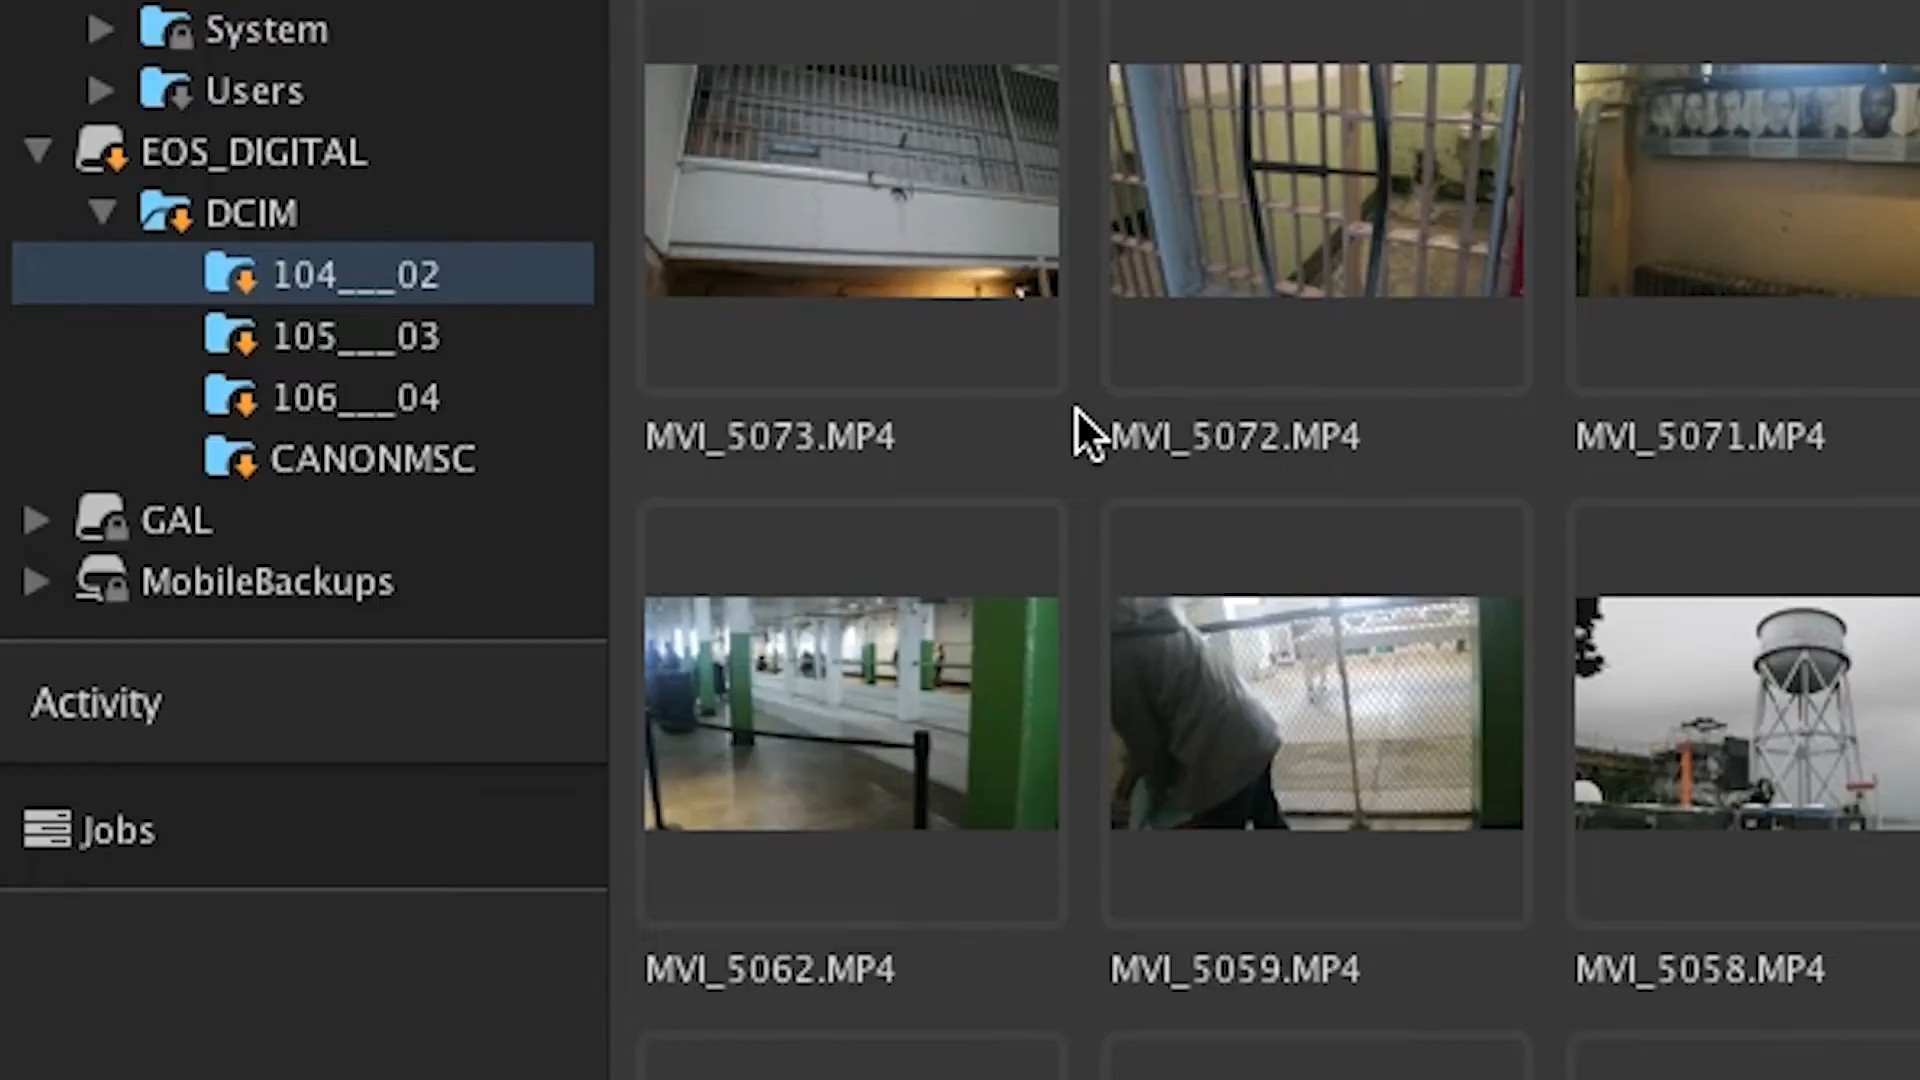 System
Users
EOS_DIGITAL
DCIM
104___02
105___03
106___04
CANONMSC
GAL
MobileBackups
Activity
Jobs
MVI_5073.MP4
MVI_5072.MP4
MVI_5071.MP4
MVI_5062.MP4
MVI_5059.MP4
MVI_5058.MP4